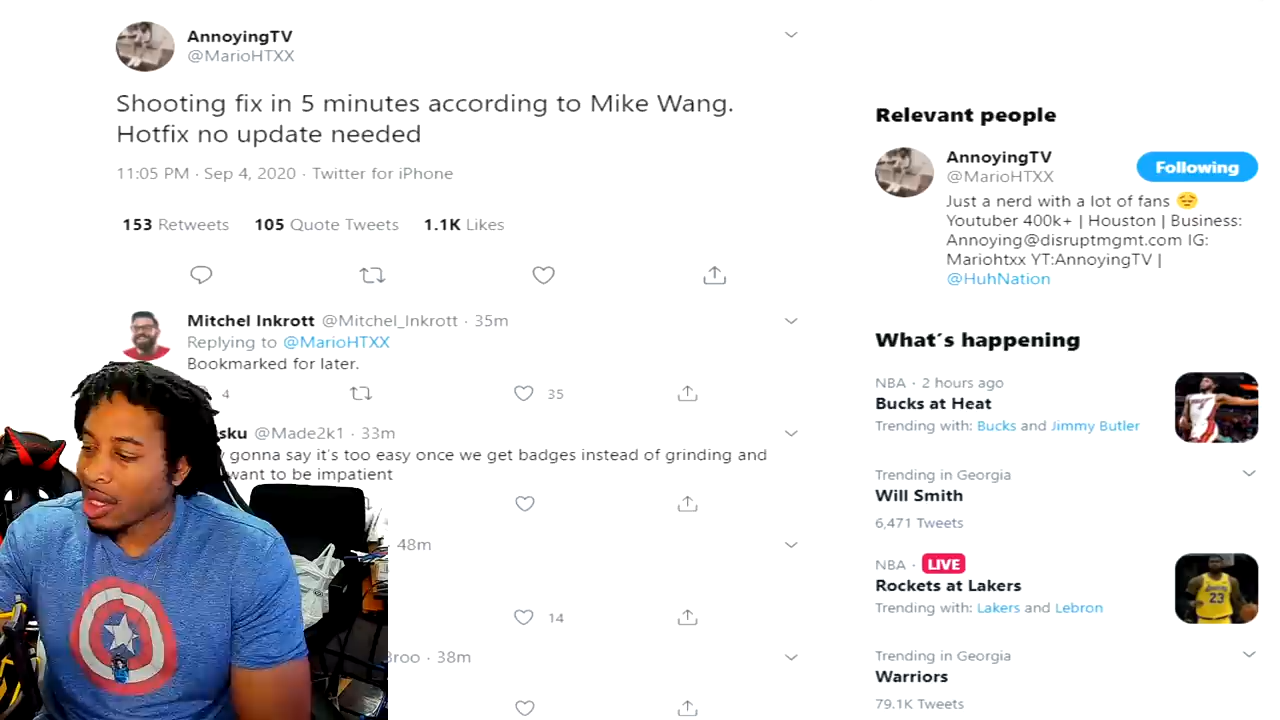 AnnoyingTV
@MarioHTXX
Shooting fix in 5 minutes according to Mike Wang.
Hotfix no update needed
11:05 PM · Sep 4, 2020 · Twitter for iPhone
153 Retweets 105 Quote Tweets 1.1K Likes
Mitchel Inkrott @Mitchel_Inkrott · 35m
Replying to @MarioHTXX
Bookmarked for later.
4 35
@Made2k1 · 33m
gonna say it's too easy once we get badges instead of grinding and
want to be impatient
48m
14
38m
Relevant people
AnnoyingTV
@MarioHTXX
Following
Just a nerd with a lot of fans 😔
Youtuber 400k+ | Houston | Business:
Annoying@disruptmgmt.com IG:
Mariohtxx YT:AnnoyingTV |
@HuhNation
What´s happening
NBA · 2 hours ago
Bucks at Heat
Trending with: Bucks and Jimmy Butler
Trending in Georgia
Will Smith
6,471 Tweets
NBA · LIVE
Rockets at Lakers
Trending with: Lakers and Lebron
Trending in Georgia
Warriors
79.1K Tweets